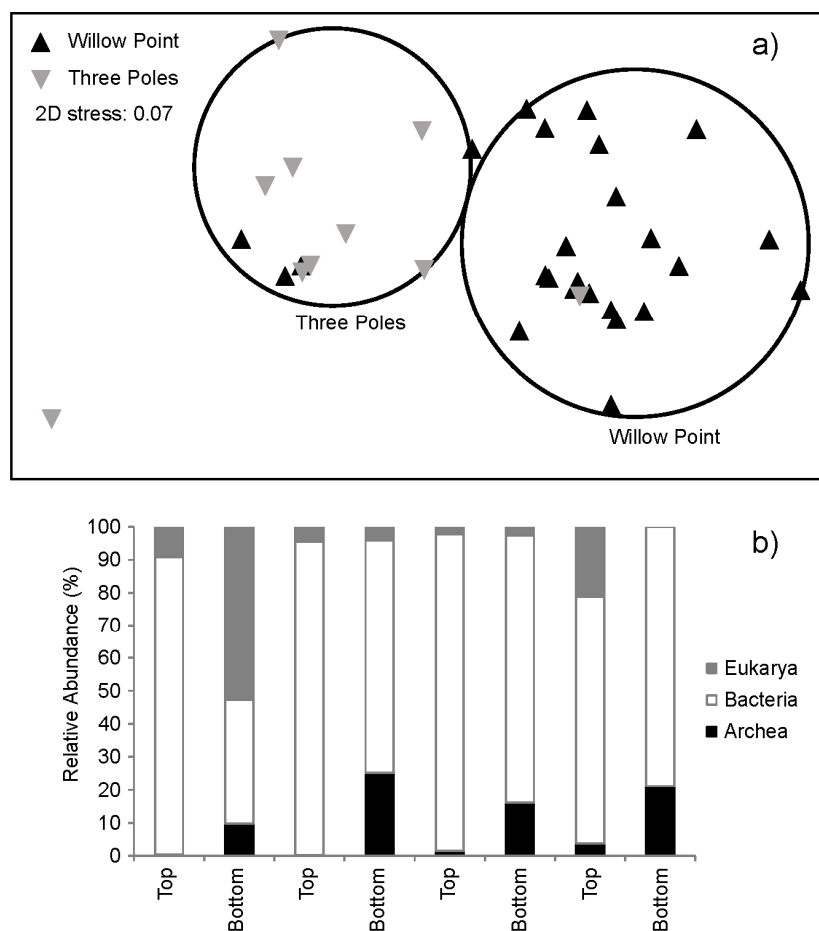 Willow Point
a)
Three Poles
2D stress: 0.07
Three Poles
Willow Point
b)
Relative Abundance (%)
100
90
80
70
60
50
40
30
20
10
0
Eukarya
Bacteria
Archea
Top
Bottom
Top
Bottom
Top
Bottom
Top
Bottom